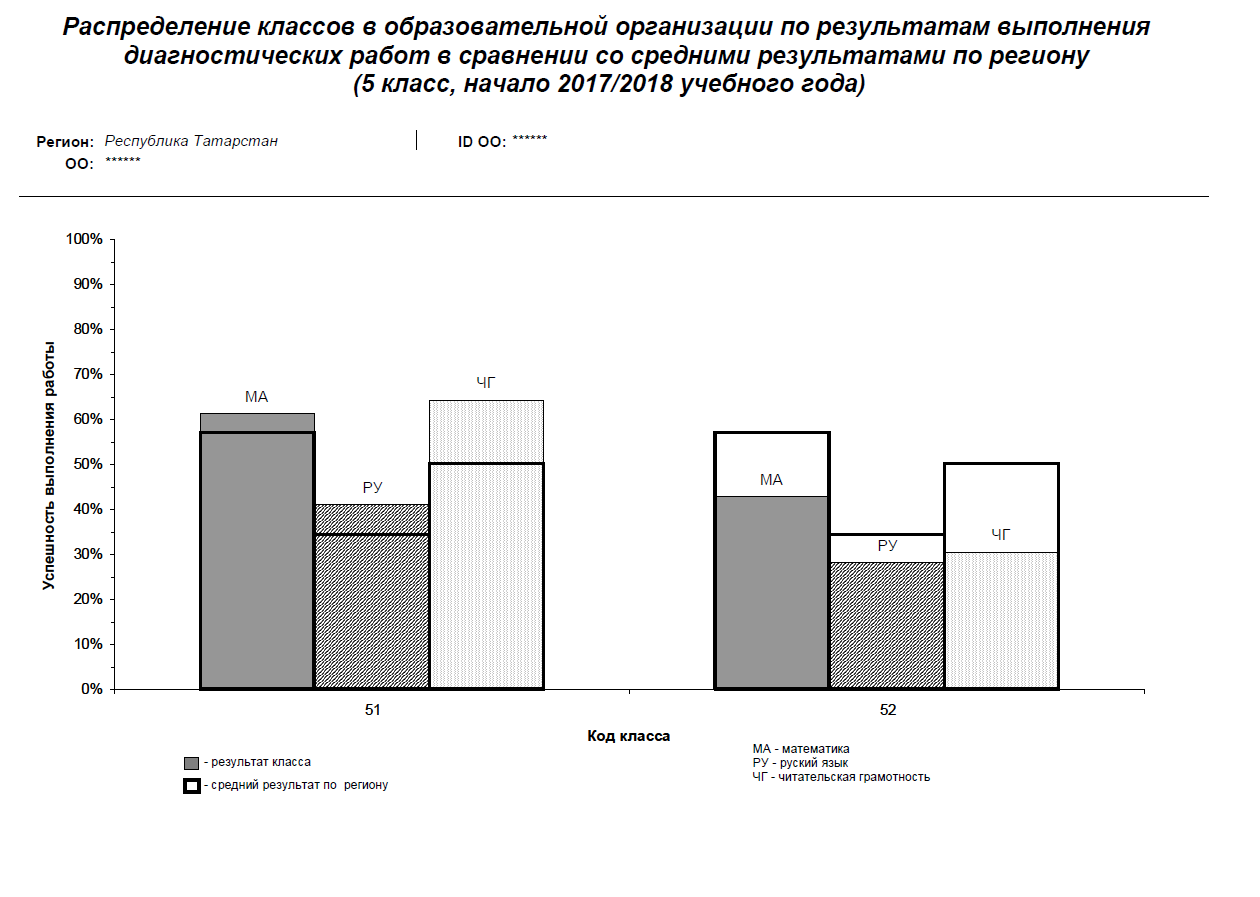 Распределение классов в образовательной организации по результатам выполнения
диагностических работ в сравнении со средними результатами по региону
(5 класс, начало 2017/2018 учебного года)
Регион: Республика Татарстан ID ОО: ******
ОО: ******
Успешность выполнения работы
100%
90%
80%
70%
60%
50%
40%
30%
20%
10%
0%
МА
РУ
ЧГ
МА
РУ
ЧГ
51
52
Код класса
- результат класса
- средний результат по региону
МА - математика
РУ - руский язык
ЧГ - читательская грамотность